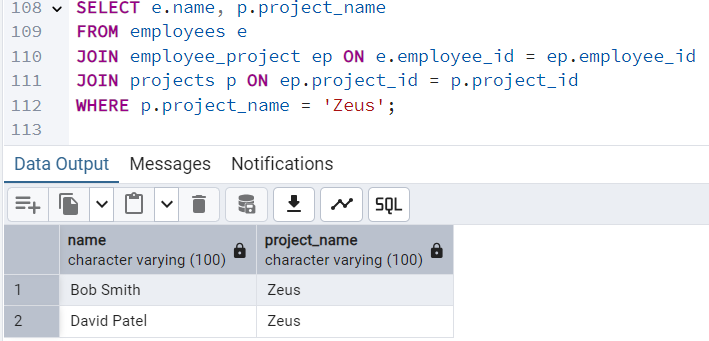 108 SELECT e.name, p.project_name
109 FROM employees e
110 JOIN employee_project ep ON e.employee_id = ep.employee_id
111 JOIN projects p ON ep.project_id = p.project_id
112 WHERE p.project_name = 'Zeus';
113
Data Output Messages Notifications
SQL
name project_name
character varying (100) character varying (100)
1 Bob Smith Zeus
2 David Patel Zeus